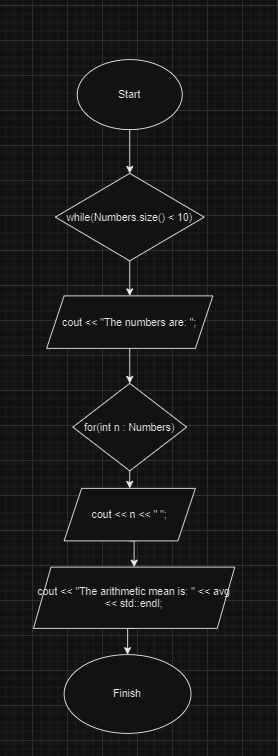 Start
while(Numbers.size() < 10)
cout << "The numbers are: ";
for(int n : Numbers)
cout << n << " ";
cout << "The arithmetic mean is: " << avg
<< std::endl;
Finish